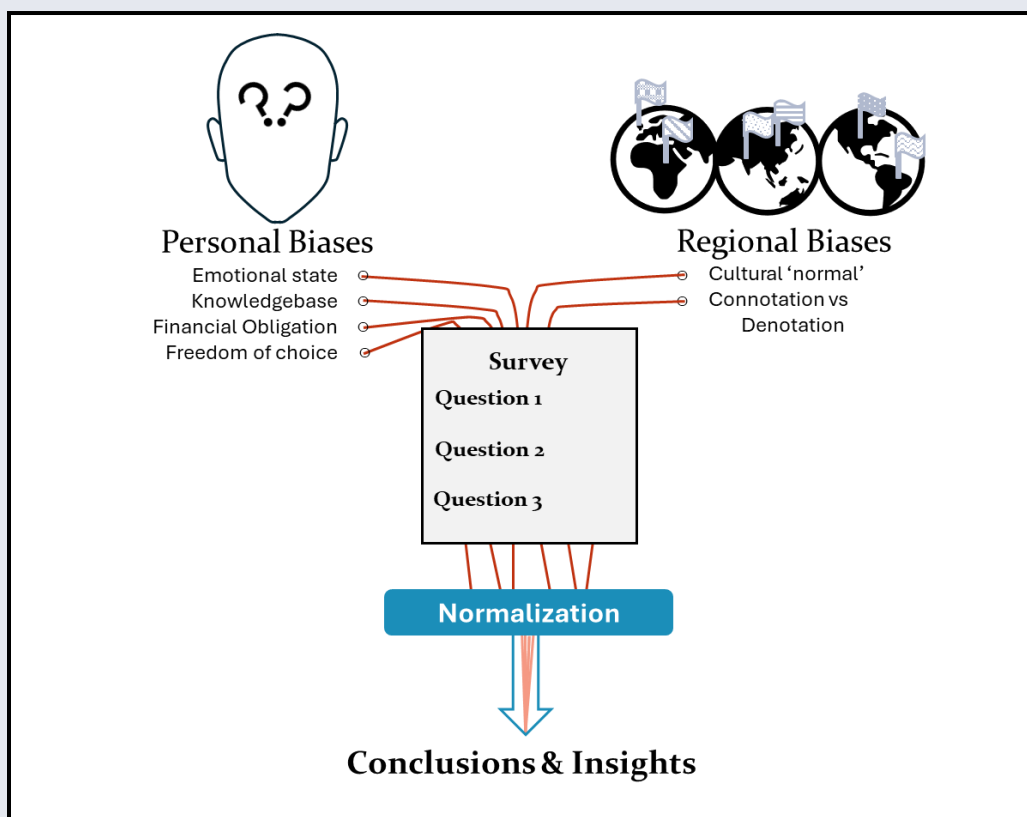 Personal Biases
Emotional state
Knowledgebase
Financial Obligation
Freedom of choice
Regional Biases
Cultural ‘normal’
Connotation vs
Denotation
Survey
Question 1
Question 2
Question 3
Normalization
Conclusions & Insights